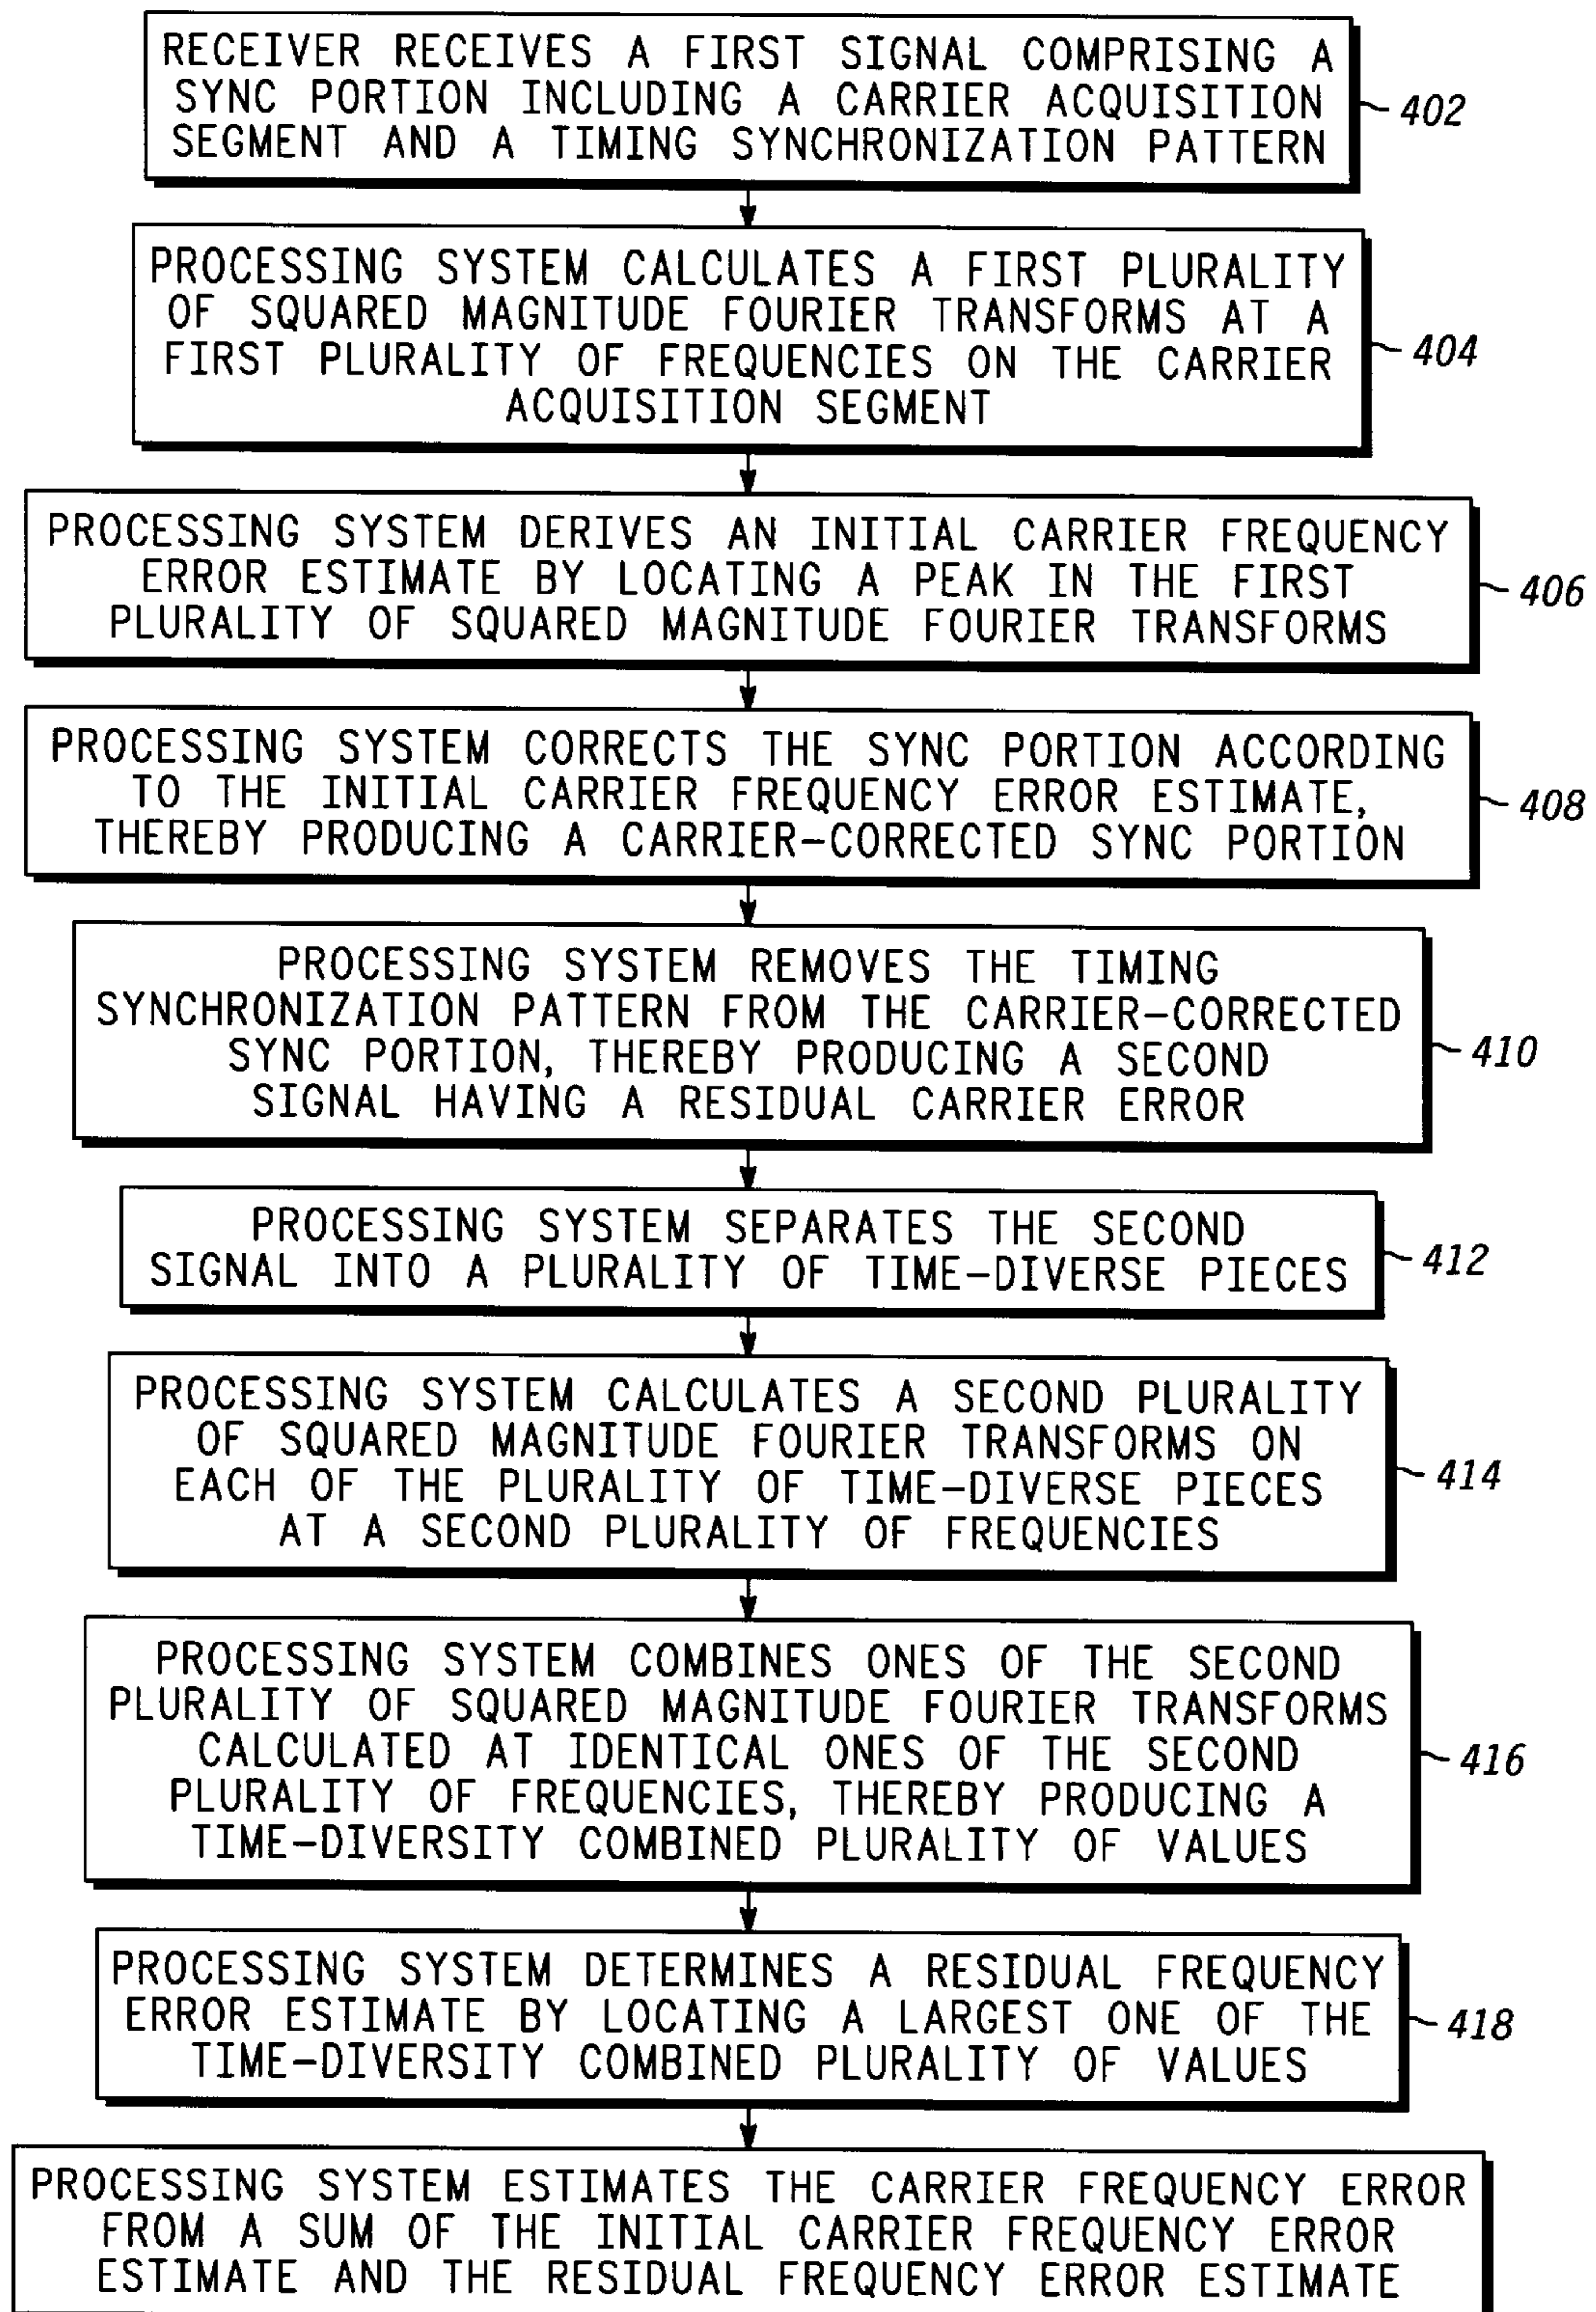 RECEIVER RECEIVES A FIRST SIGNAL COMPRISING A
SYNC PORTION INCLUDING A CARRIER ACQUISITION
SEGMENT AND A TIMING SYNCHRONIZATION PATTERN
402
PROCESSING SYSTEM CALCULATES A FIRST PLURALITY
OF SQUARED MAGNITUDE FOURIER TRANSFORMS AT A
FIRST PLURALITY OF FREQUENCIES ON THE CARRIER
ACQUISITION SEGMENT
404
PROCESSING SYSTEM DERIVES AN INITIAL CARRIER FREQUENCY
ERROR ESTIMATE BY LOCATING A PEAK IN THE FIRST
PLURALITY OF SQUARED MAGNITUDE FOURIER TRANSFORMS
406
PROCESSING SYSTEM CORRECTS THE SYNC PORTION ACCORDING
TO THE INITIAL CARRIER FREQUENCY ERROR ESTIMATE,
THEREBY PRODUCING A CARRIER-CORRECTED SYNC PORTION
408
PROCESSING SYSTEM REMOVES THE TIMING
SYNCHRONIZATION PATTERN FROM THE CARRIER-CORRECTED
SYNC PORTION, THEREBY PRODUCING A SECOND
SIGNAL HAVING A RESIDUAL CARRIER ERROR
410
PROCESSING SYSTEM SEPARATES THE SECOND
SIGNAL INTO A PLURALITY OF TIME-DIVERSE PIECES
412
PROCESSING SYSTEM CALCULATES A SECOND PLURALITY
OF SQUARED MAGNITUDE FOURIER TRANSFORMS ON
EACH OF THE PLURALITY OF TIME-DIVERSE PIECES
AT A SECOND PLURALITY OF FREQUENCIES
414
PROCESSING SYSTEM COMBINES ONES OF THE SECOND
PLURALITY OF SQUARED MAGNITUDE FOURIER TRANSFORMS
CALCULATED AT IDENTICAL ONES OF THE SECOND
PLURALITY OF FREQUENCIES, THEREBY PRODUCING A
TIME-DIVERSITY COMBINED PLURALITY OF VALUES
416
PROCESSING SYSTEM DETERMINES A RESIDUAL FREQUENCY
ERROR ESTIMATE BY LOCATING A LARGEST ONE OF THE
TIME-DIVERSITY COMBINED PLURALITY OF VALUES
418
PROCESSING SYSTEM ESTIMATES THE CARRIER FREQUENCY ERROR
FROM A SUM OF THE INITIAL CARRIER FREQUENCY ERROR
ESTIMATE AND THE RESIDUAL FREQUENCY ERROR ESTIMATE